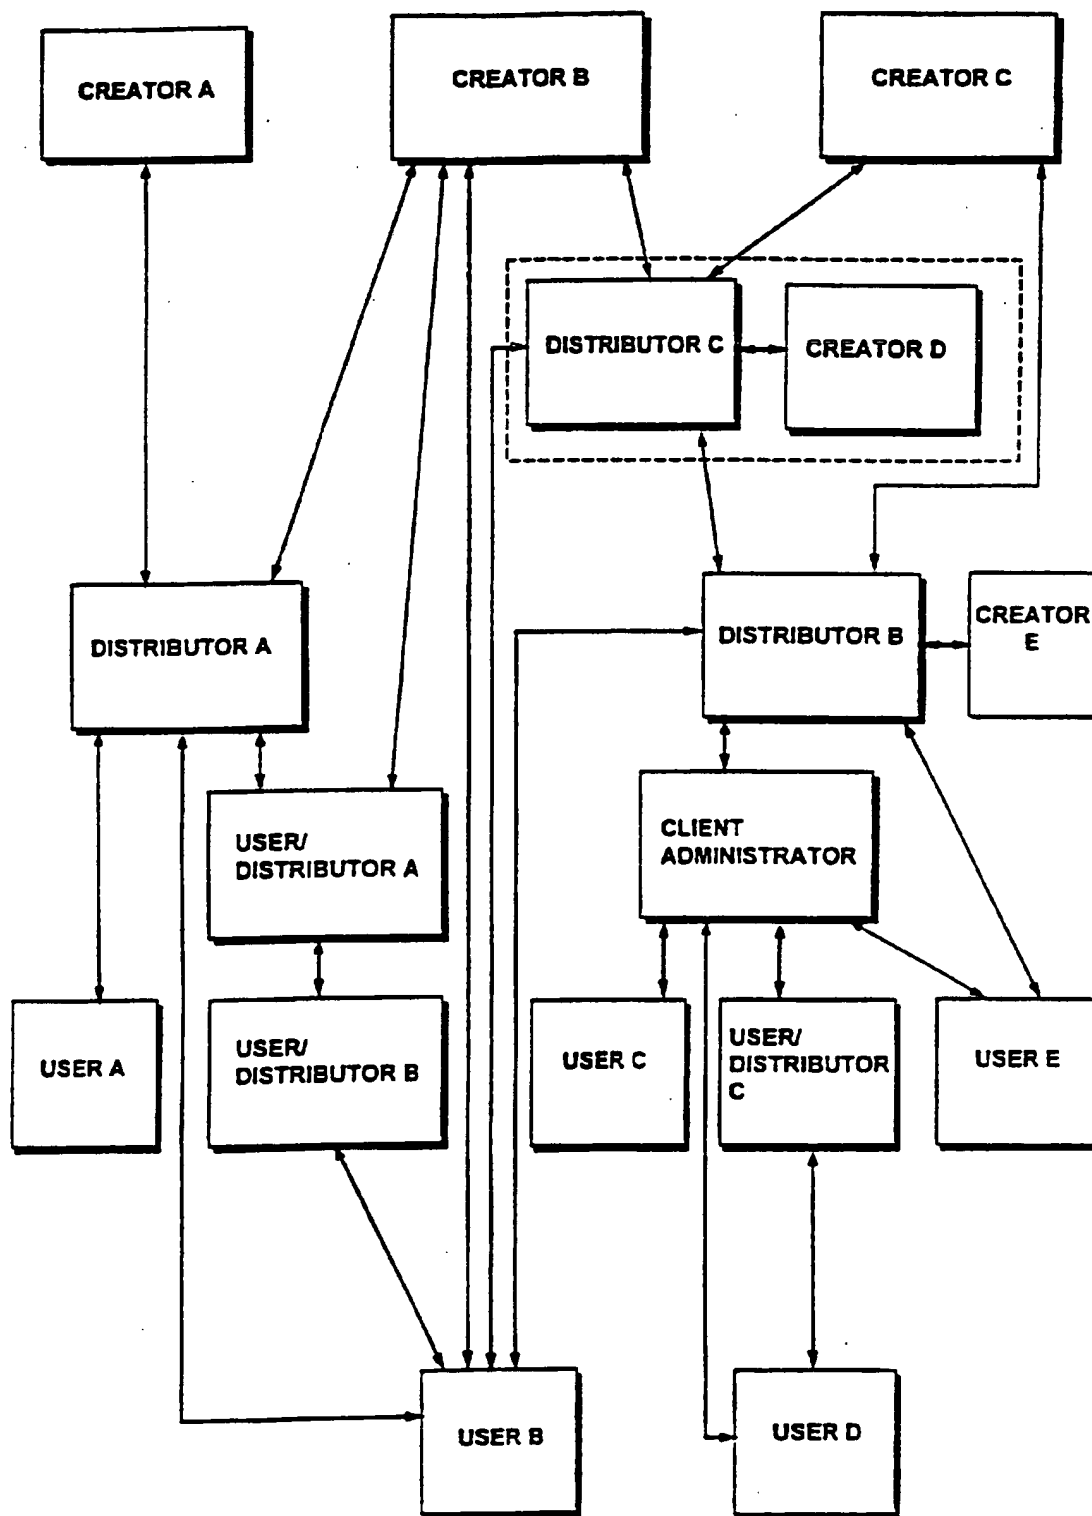 CREATOR A
CREATOR B
CREATOR C
DISTRIBUTOR C
CREATOR D
DISTRIBUTOR A
DISTRIBUTOR B
CREATOR
E
USER/
DISTRIBUTOR A
CLIENT
ADMINISTRATOR
USER A
USER/
DISTRIBUTOR B
USER C
USER/
DISTRIBUTOR
C
USER E
USER B
USER D